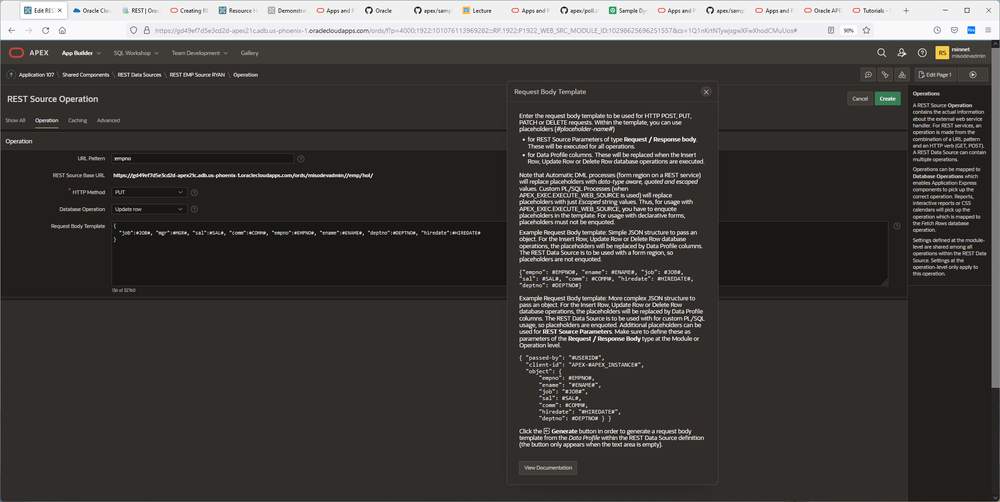 Edit REST
Oracle Clou
REST | Orac
Creating RE
Resource H
Demonstrat
Apps and P
Oracle
apex/samp
Lecture
Apps and P
apex/poll.zi
Sample Dyn
Apps and P
apex/samp
Apps and P
Oracle APE
Tutorials - C
https://gd49ef7d5e3cd2d-apex21c.adb.us-phoenix-1.oraclecloudapps.com/ords/f?p=4000:1922:101076113969282:::RP,1922:P1922_WEB_SRC_MODULE_ID:10298625696251557&cs=1Q1nKrtNTywjsgwXFwXhodCMuUos#
90%
fos
APEX
App Builder
SQL Workshop
Team Development
Gallery
RS
rsinnet
misodevadmin
Application 107 \ Shared Components \ REST Data Sources \ REST EMP Source RYAN \ Operation
Edit Page 1
REST Source Operation
Cancel
Create
Show All
Operation
Caching
Advanced
Operation
URL Pattern
:empno
REST Source Base URL
https://gd49ef7d5e3cd2d-apex21c.adb.us-phoenix-1.oraclecloudapps.com/ords/misodevadmin//emp/hol/
* HTTP Method
PUT
Database Operation
Update row
Request Body Template
{
"job":#JOB#, "mgr":#MGR#, "sal":#SAL#, "comm":#COMM#, "empno":#EMPNO#, "ename":#ENAME#, "deptno":#DEPTNO#, "hiredate":#HIREDATE#
}
136 of 32760
Request Body Template
Enter the request body template to be used for HTTP POST, PUT,
PATCH or DELETE requests. Within the template, you can use
placeholders (#placeholder-name#)
• for REST Source Parameters of type Request / Response body.
These will be executed for all operations.
• for Data Profile columns. These will be replaced when the Insert
Row, Update Row or Delete Row database operations are executed.
Note that Automatic DML processes (form region on a REST service)
will replace placeholders with data-type aware, quoted and escaped
values. Custom PL/SQL Processes (when
APEX_EXEC.EXECUTE_WEB_SOURCE is used) will replace
placeholders with just Escaped string values. Thus, for usage with
APEX_EXEC.EXECUTE_WEB_SOURCE, you have to enquote
placeholders in the template. For usage with declarative forms,
placeholders must not be enquoted.
Example Request Body template: Simple JSON structure to pass an
object. For the Insert Row, Update Row or Delete Row database
operations, the placeholders will be replaced by Data Profile columns.
The REST Data Source is to be used with a form region, so
placeholders are not enquoted.
{"empno": #EMPNO#, "ename": #ENAME#, "job": #JOB#,
"sal": #SAL#, "comm": #COMM#, "hiredate": #HIREDATE#,
"deptno": #DEPTNO#}
Example Request Body template: More complex JSON structure to
pass an object. For the Insert Row, Update Row or Delete Row
database operations, the placeholders will be replaced by Data Profile
columns. The REST Data Source is to be used with for custom PL/SQL
usage, so placeholders are enquoted. Additional placeholders can be
used for REST Source Parameters. Make sure to define these as
parameters of the Request / Response Body type at the Module or
Operation level.
{ "passed-by": "#USERID#",
"client-id": "APEX-#APEX_INSTANCE#",
"object": {
"empno": #EMPNO#,
"ename": "#ENAME#",
"job": "#JOB#",
"sal": #SAL#,
"comm": #COMM#,
"hiredate": "#HIREDATE#",
"deptno": #DEPTNO# } }
Click the Generate button in order to generate a request body
template from the Data Profile within the REST Data Source definition
(the button only appears when the text area is empty).
View Documentation
Operations
A REST Source Operation
contains the actual information
about the external web service
handler. For REST services, an
operation is made from the
combination of a URL pattern
and an HTTP verb (GET, POST).
A REST Data Source can contain
multiple operations.
Operations can be mapped to
Database Operations which
enables Application Express
components to pick up the
correct operation. Reports,
interactive reports or CSS
calendars will pick up the
operation which is mapped to
the Fetch Rows database
operation.
Settings defined at the module-
level are shared among all
operations within the REST Data
Source. Settings at the
operation-level only apply to
this operation.